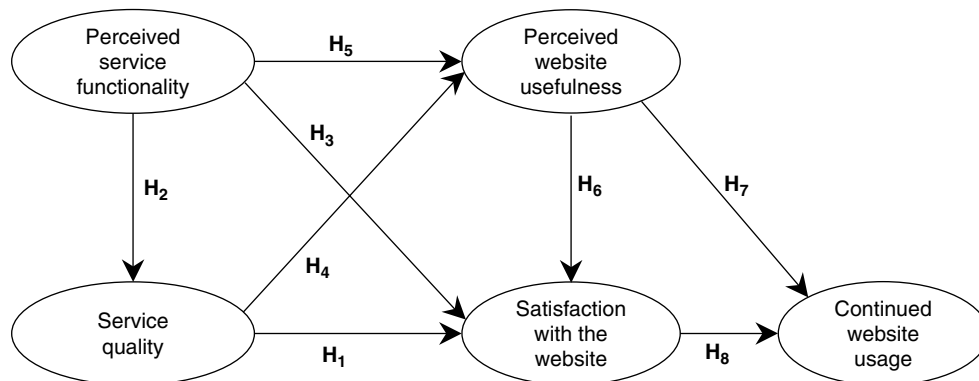 Perceived
service
functionality
H5
Perceived
website
usefulness
H3
H2
H6
H7
H4
Service
quality
H1
Satisfaction
with the
website
H8
Continued
website
usage